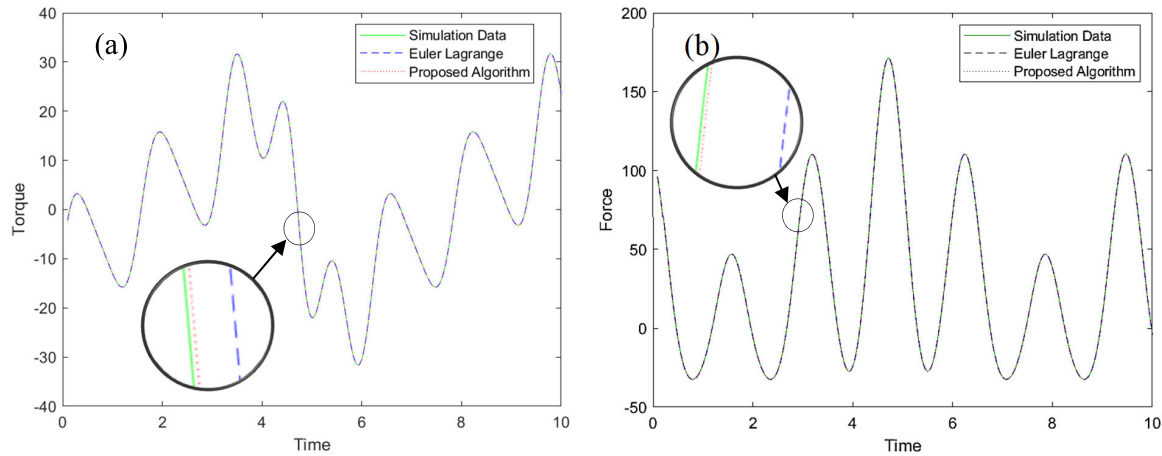 (a)
Simulation Data
Euler Lagrange
Proposed Algorithm
40
30
20
10
0
-10
-20
-30
-40
Torque
0 2 4 6 8 10
Time
(b)
Simulation Data
Euler Lagrange
Proposed Algorithm
200
150
100
50
0
-50
Force
0 2 4 6 8 10
Time